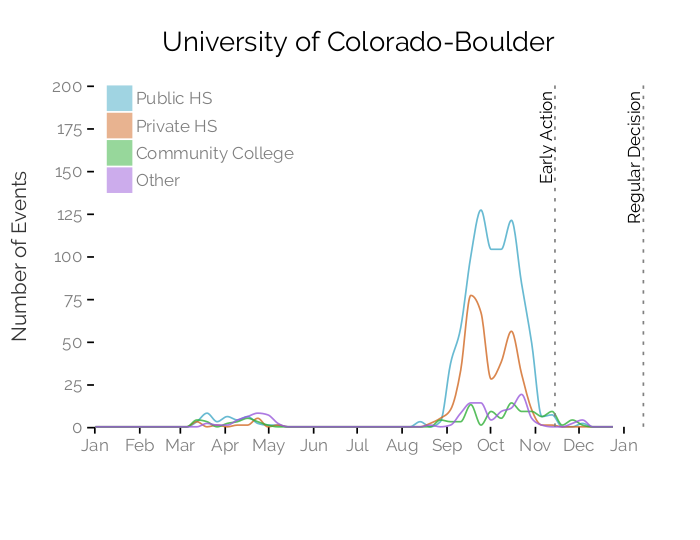 University of Colorado-Boulder
Number of Events
200
175
150
125
100
75
50
25
0
Public HS
Private HS
Community College
Other
Early Action
Regular Decision
Jan Feb Mar Apr May Jun Jul Aug Sep Oct Nov Dec Jan